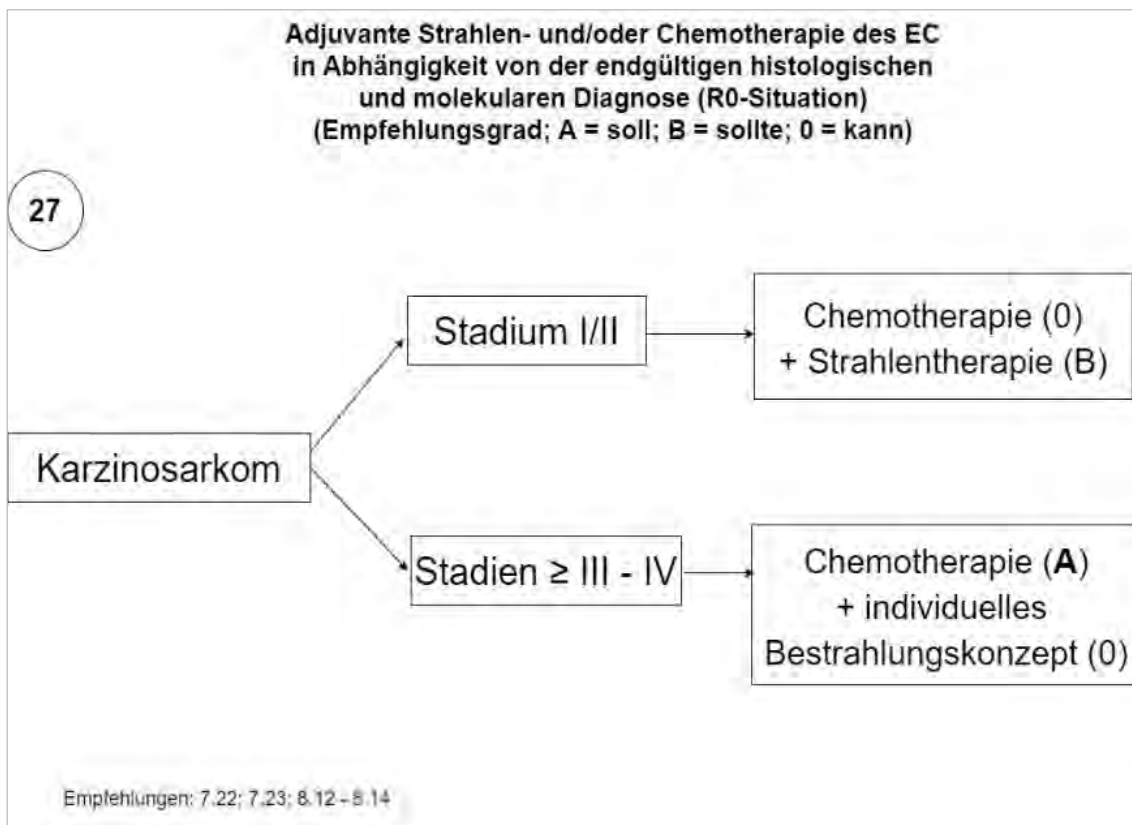 Adjuvante Strahlen- und/oder Chemotherapie des EC
in Abhängigkeit von der endgültigen histologischen
und molekularen Diagnose (R0-Situation)
(Empfehlungsgrad; A = soll; B = sollte; 0 = kann)
27
Stadium I/II
Chemotherapie (0)
+ Strahlentherapie (B)
Karzinosarkom
Stadien ≥ III - IV
Chemotherapie (A)
+ individuelles
Bestrahlungskonzept (0)
Empfehlungen: 7.22; 7.23; 8.12 - 8.14